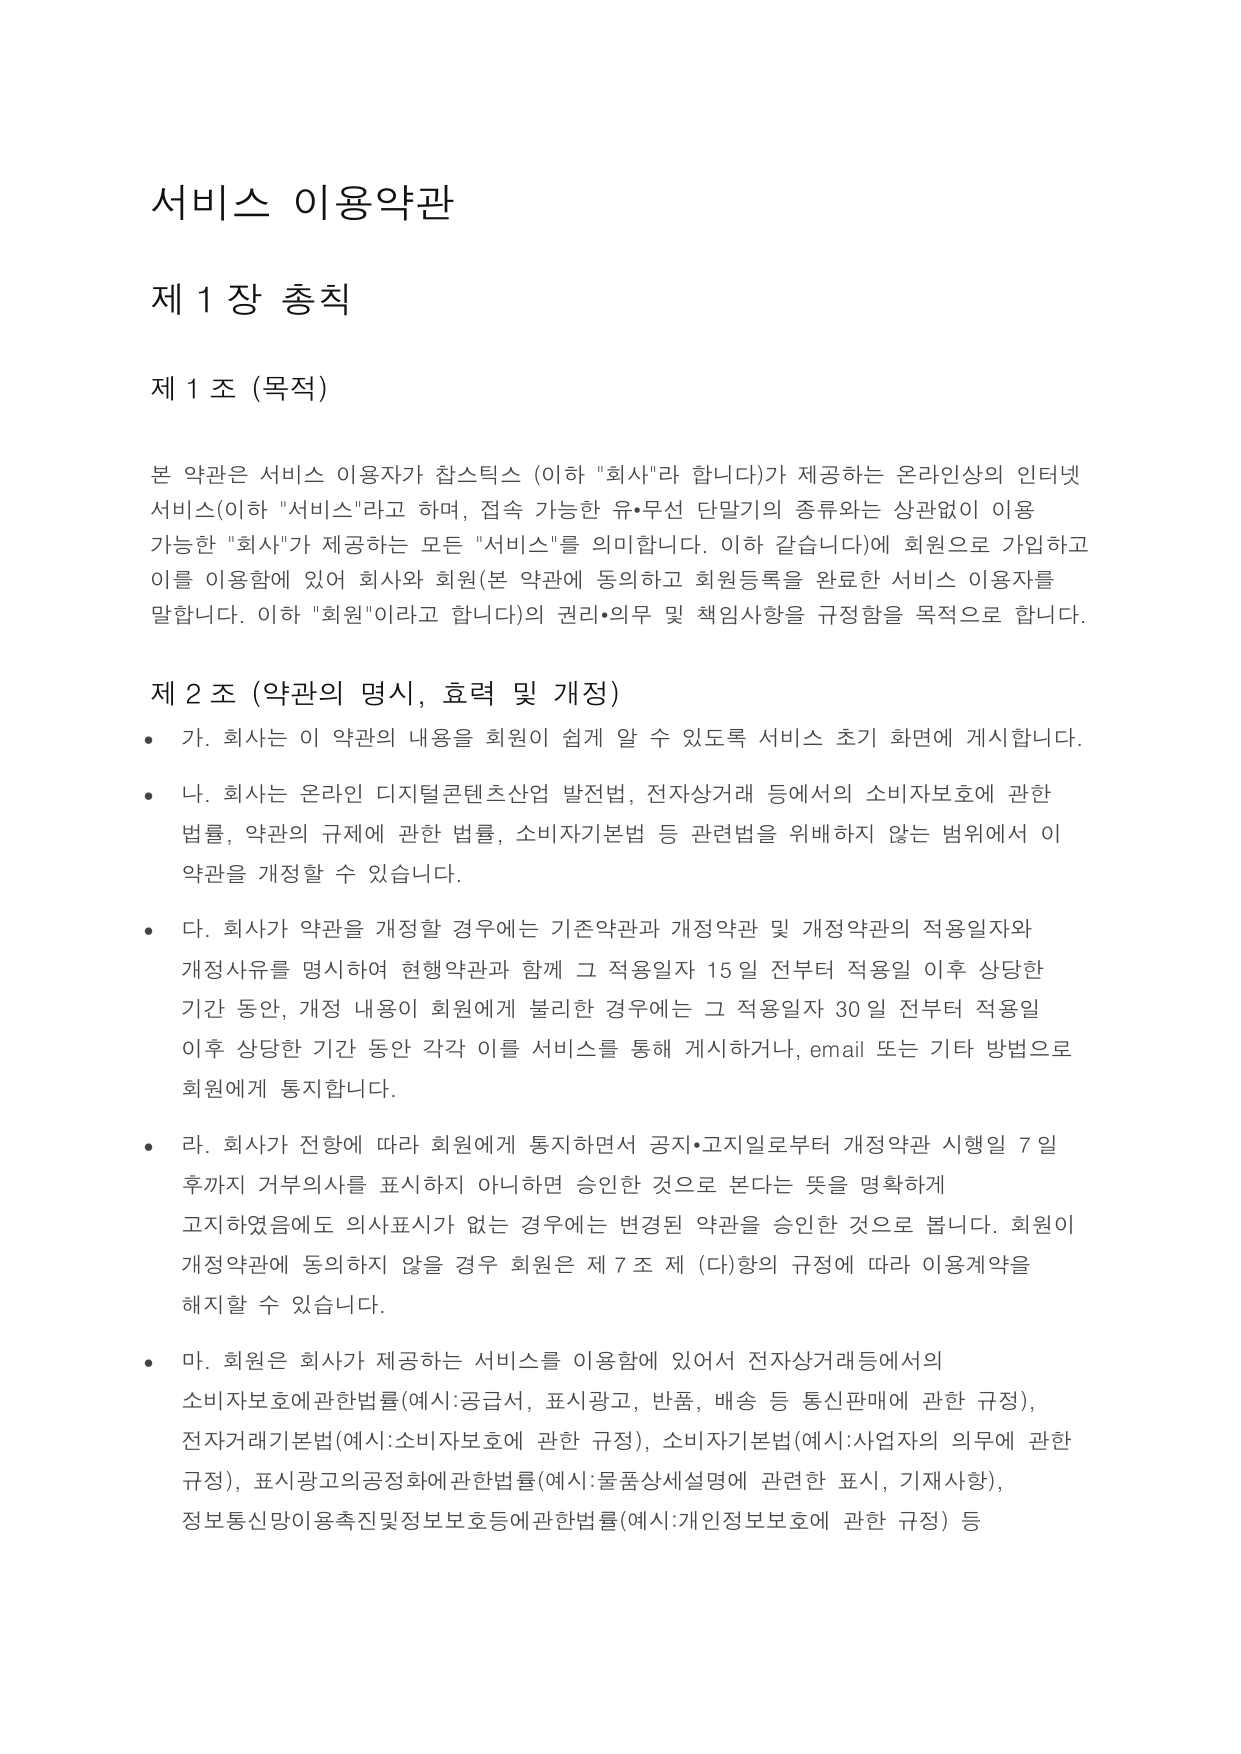 서비스 이용약관
제 1 장 총칙
제 1 조 (목적)
본 약관은 서비스 이용자가 찹스틱스 (이하 "회사"라 합니다)가 제공하는 온라인상의 인터넷
서비스(이하 "서비스"라고 하며, 접속 가능한 유•무선 단말기의 종류와는 상관없이 이용
가능한 "회사"가 제공하는 모든 "서비스"를 의미합니다. 이하 같습니다)에 회원으로 가입하고
이를 이용함에 있어 회사와 회원(본 약관에 동의하고 회원등록을 완료한 서비스 이용자를
말합니다. 이하 "회원"이라고 합니다)의 권리•의무 및 책임사항을 규정함을 목적으로 합니다.
제 2 조 (약관의 명시, 효력 및 개정)
• 가. 회사는 이 약관의 내용을 회원이 쉽게 알 수 있도록 서비스 초기 화면에 게시합니다.
• 나. 회사는 온라인 디지털콘텐츠산업 발전법, 전자상거래 등에서의 소비자보호에 관한
법률, 약관의 규제에 관한 법률, 소비자기본법 등 관련법을 위배하지 않는 범위에서 이
약관을 개정할 수 있습니다.
• 다. 회사가 약관을 개정할 경우에는 기존약관과 개정약관 및 개정약관의 적용일자와
개정사유를 명시하여 현행약관과 함께 그 적용일자 15 일 전부터 적용일 이후 상당한
기간 동안, 개정 내용이 회원에게 불리한 경우에는 그 적용일자 30 일 전부터 적용일
이후 상당한 기간 동안 각각 이를 서비스를 통해 게시하거나, email 또는 기타 방법으로
회원에게 통지합니다.
• 라. 회사가 전항에 따라 회원에게 통지하면서 공지•고지일로부터 개정약관 시행일 7 일
후까지 거부의사를 표시하지 아니하면 승인한 것으로 본다는 뜻을 명확하게
고지하였음에도 의사표시가 없는 경우에는 변경된 약관을 승인한 것으로 봅니다. 회원이
개정약관에 동의하지 않을 경우 회원은 제 7 조 제 (다)항의 규정에 따라 이용계약을
해지할 수 있습니다.
• 마. 회원은 회사가 제공하는 서비스를 이용함에 있어서 전자상거래등에서의
소비자보호에관한법률(예시:공급서, 표시광고, 반품, 배송 등 통신판매에 관한 규정),
전자거래기본법(예시:소비자보호에 관한 규정), 소비자기본법(예시:사업자의 의무에 관한
규정), 표시광고의공정화에관한법률(예시:물품상세설명에 관련한 표시, 기재사항),
정보통신망이용촉진및정보보호등에관한법률(예시:개인정보보호에 관한 규정) 등